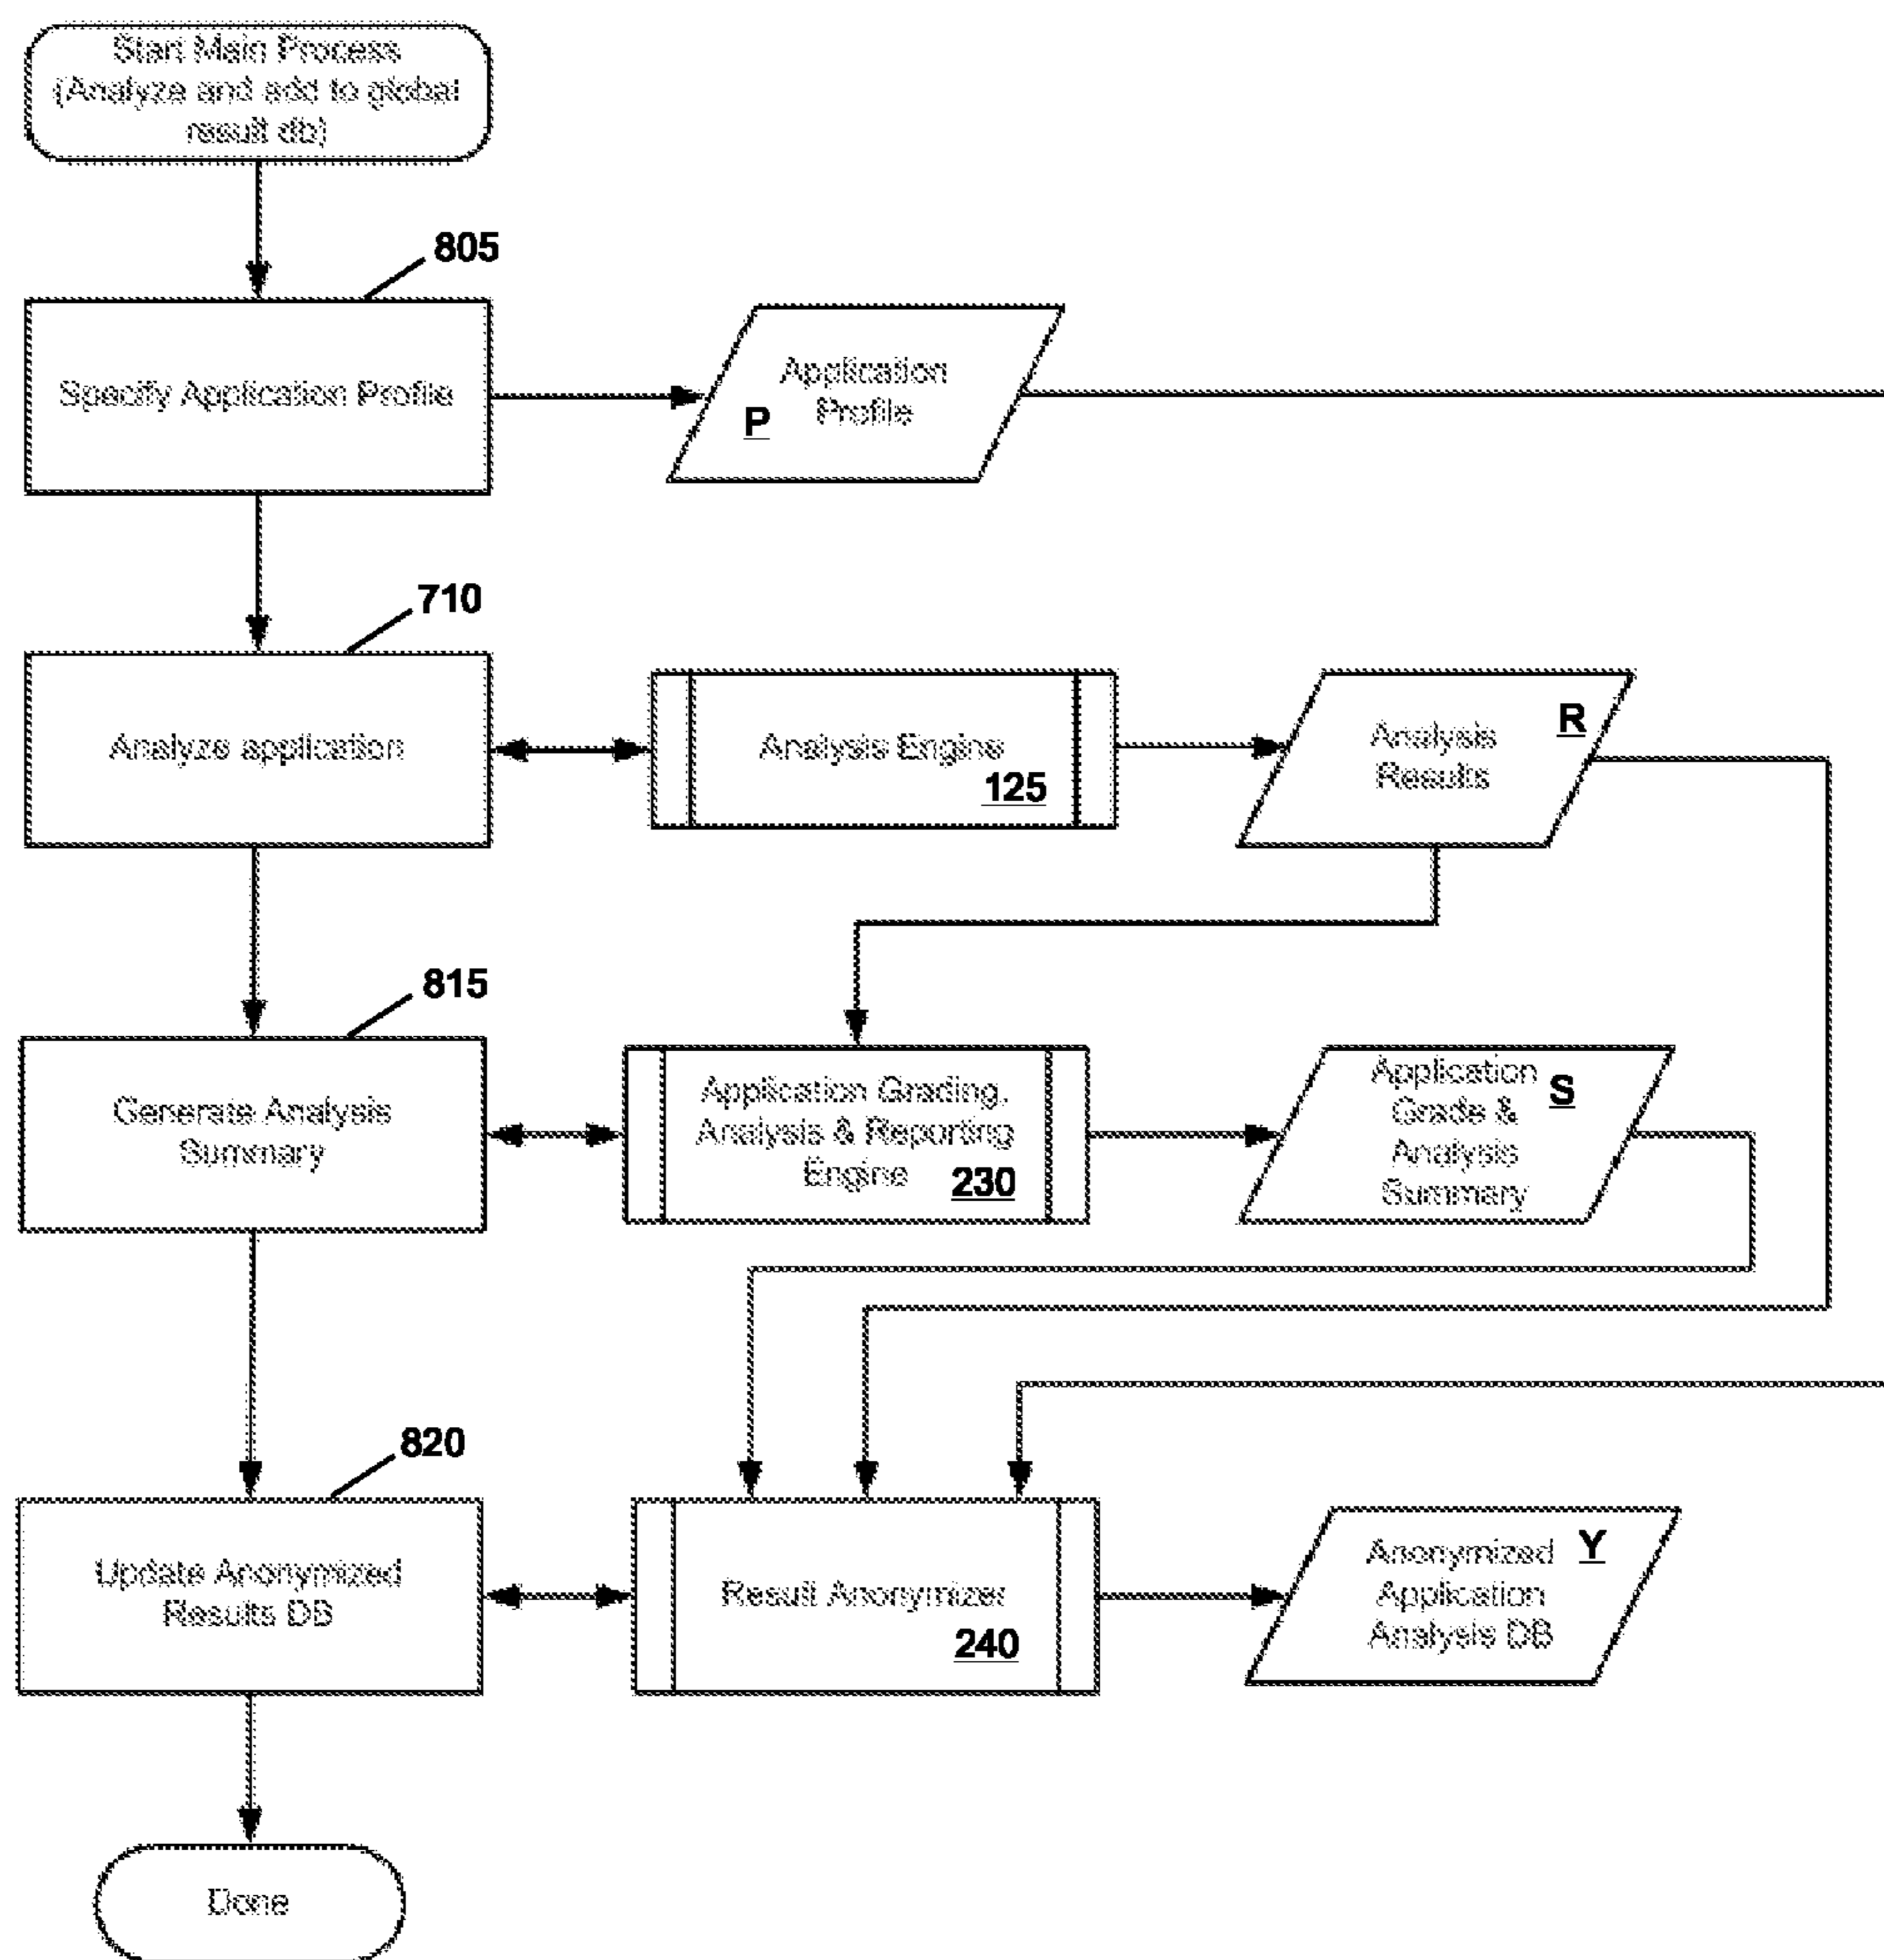 Start Main Process
(Analyze and add to global
result db)
805
Specify Application Profile
Application
Profile
P
710
Analyze application
Analysis Engine
125
Analysis
Results
R
815
Generate Analysis
Summary
Application Grading,
Analysis & Reporting
Engine
230
Application
Grade &
Analysis
Summary
S
820
Update Anonymized
Results DB
Result Anonymizer
240
Anonymized
Application
Analysis DB
Y
Done